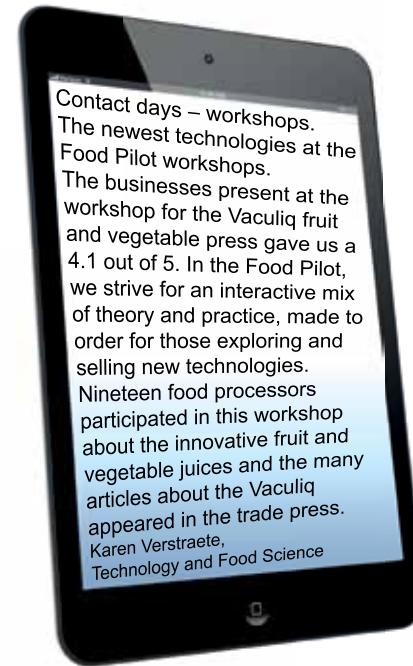 Contact days – workshops.
The newest technologies at the
Food Pilot workshops.
The businesses present at the
workshop for the Vaculiq fruit
and vegetable press gave us a
4.1 out of 5. In the Food Pilot,
we strive for an interactive mix
of theory and practice, made to
order for those exploring and
selling new technologies.
Nineteen food processors
participated in this workshop
about the innovative fruit and
vegetable juices and the many
articles about the Vaculiq
appeared in the trade press.
Karen Verstraete,
Technology and Food Science